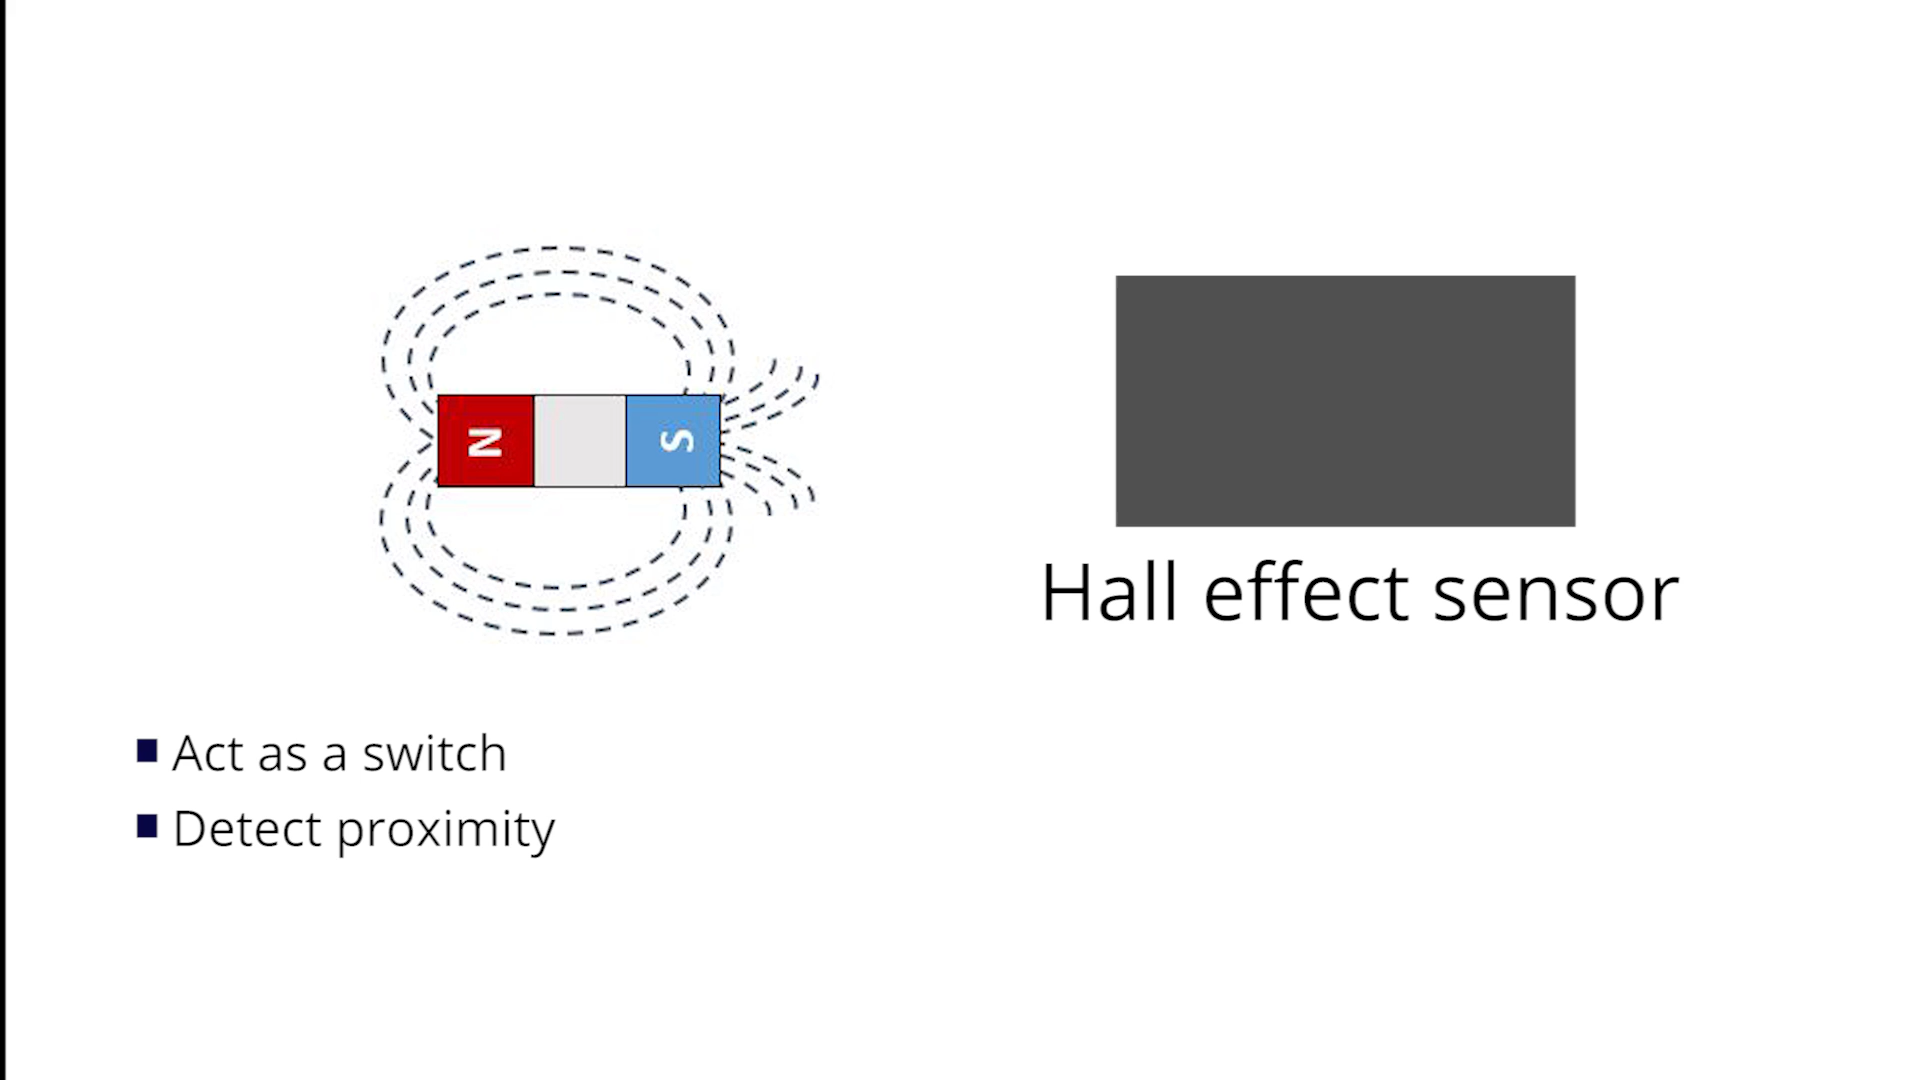 N
S
Hall effect sensor
Act as a switch
Detect proximity